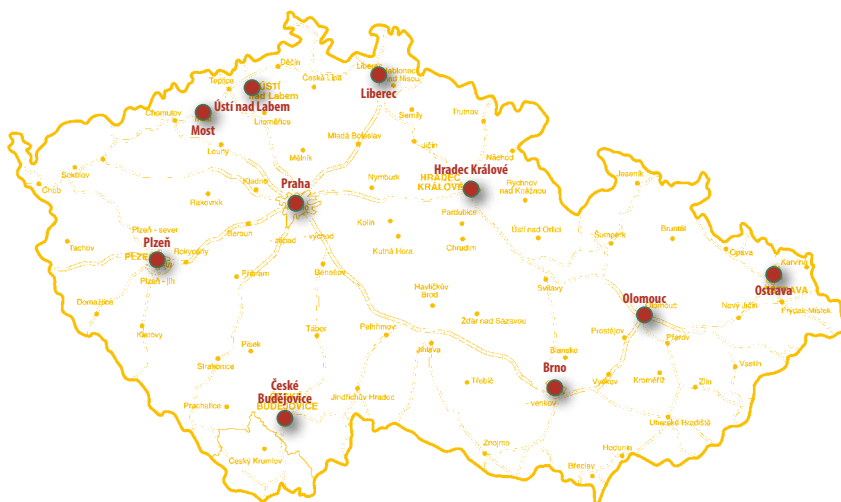 Děčín
Liberec
Jablonec
nad Nisou
Teplice
ÚSTÍ
nad Labem
Česká Lípa
Liberec
Ústí nad Labem
Chomutov
Most
Litoměřice
Semily
Trutnov
Mladá Boleslav
Jičín
Louny
Mělník
Náchod
Sokolov
Cheb
Kladno
Praha
Nymburk
Hradec Králové
HRADEC
KRÁLOVÉ
Rychnov
nad Kněžnou
Jeseník
Rakovník
Pardubice
Kolín
Plzeň - sever
Beroun
Ústí nad Orlicí
Bruntál
Šumperk
Plzeň
Tachov
Rokycany
západ
východ
Kutná Hora
Chrudim
Opava
Karviná
Plzeň - jih
Příbram
Benešov
Svitavy
Ostrava
Havlíčkův
Brod
Olomouc
Olomouc
Nový Jičín
Frýdek-Místek
Domažlice
Žďár nad Sázavou
Klatovy
Písek
Tábor
Pelhřimov
Prostějov
Přerov
Jihlava
Blansko
Strakonice
Brno
Vsetín
České
Budějovice
BUDĚJOVICE
Jindřichův Hradec
Třebíč
Vyškov
Kroměříž
Zlín
Prachatice
- venkov -
Uherské Hradiště
Znojmo
Hodonín
Český Krumlov
Břeclav